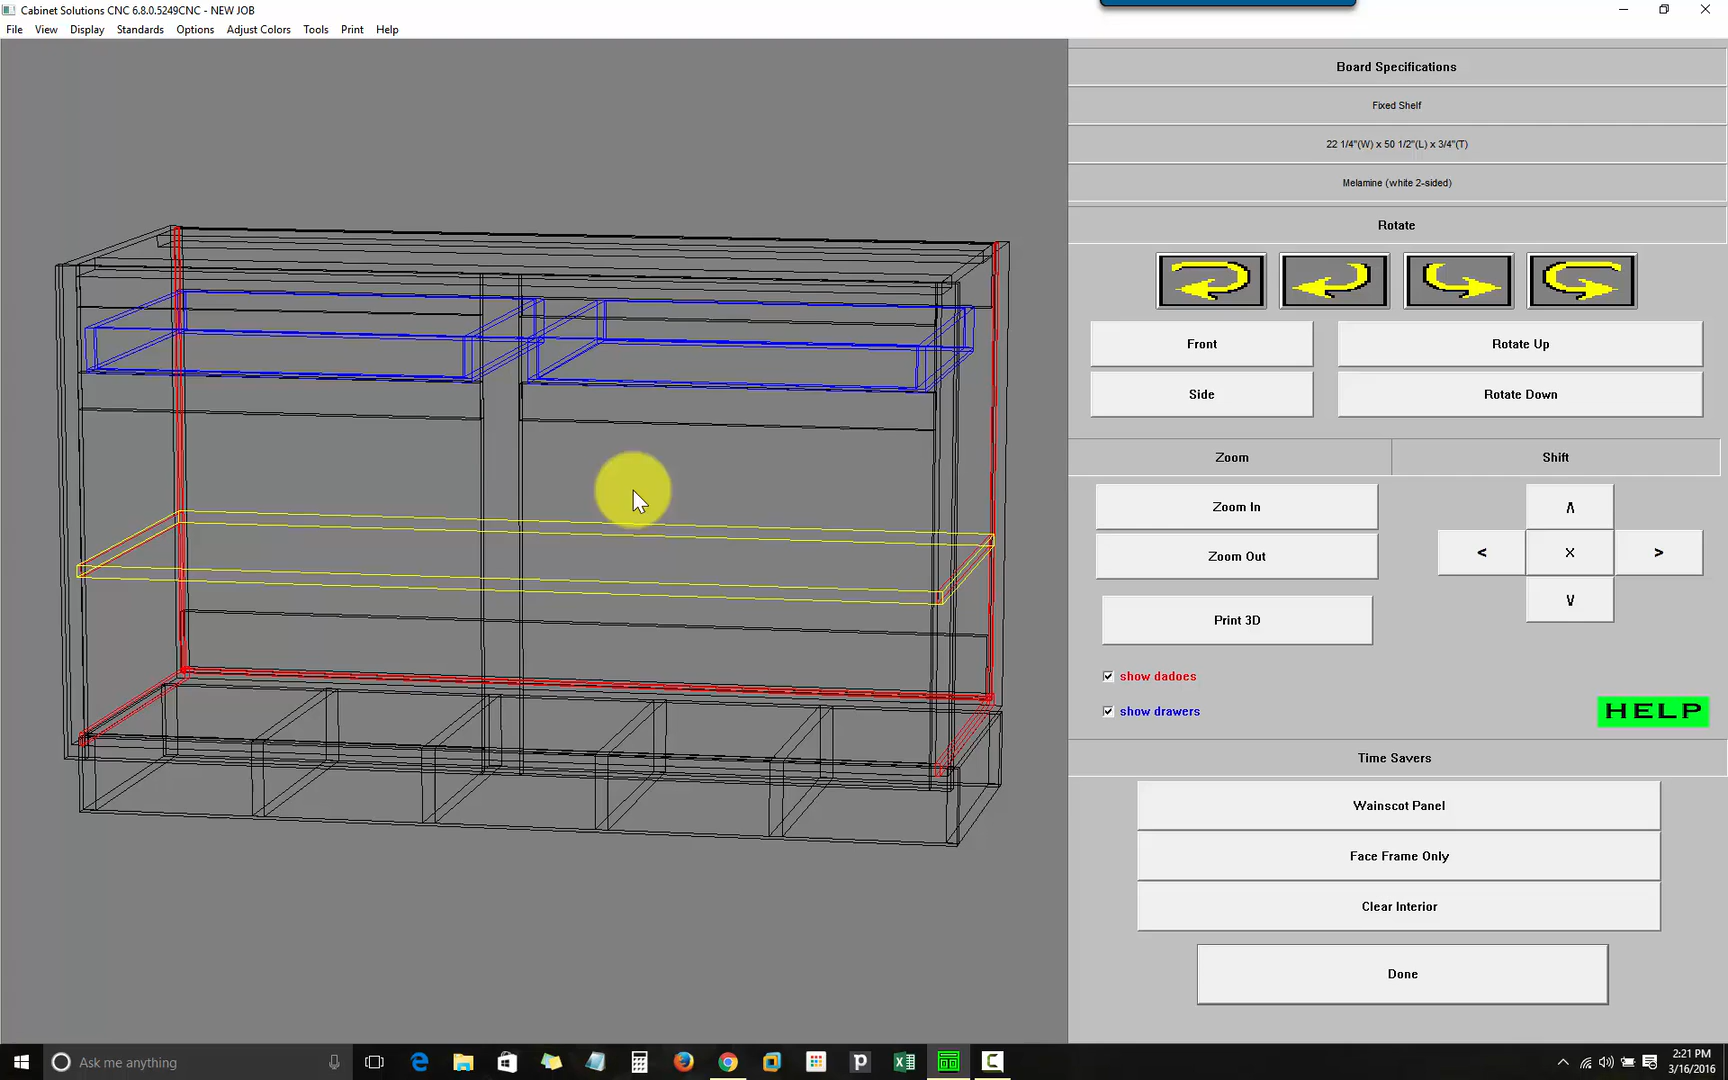 Cabinet Solutions CNC 6.8.0.5249CNC - NEW JOB
File View Display Standards Options Adjust Colors Tools Print Help
Board Specifications
Fixed Shelf
22 1/4"(W) x 50 1/2"(L) x 3/4"(T)
Melamine (white 2-sided)
Rotate
Front
Rotate Up
Side
Rotate Down
Zoom
Shift
Zoom In
Zoom Out
Λ
< X >
V
Print 3D
show dadoes
show drawers
HELP
Time Savers
Wainscot Panel
Face Frame Only
Clear Interior
Done
Ask me anything
2:21 PM
3/16/2016